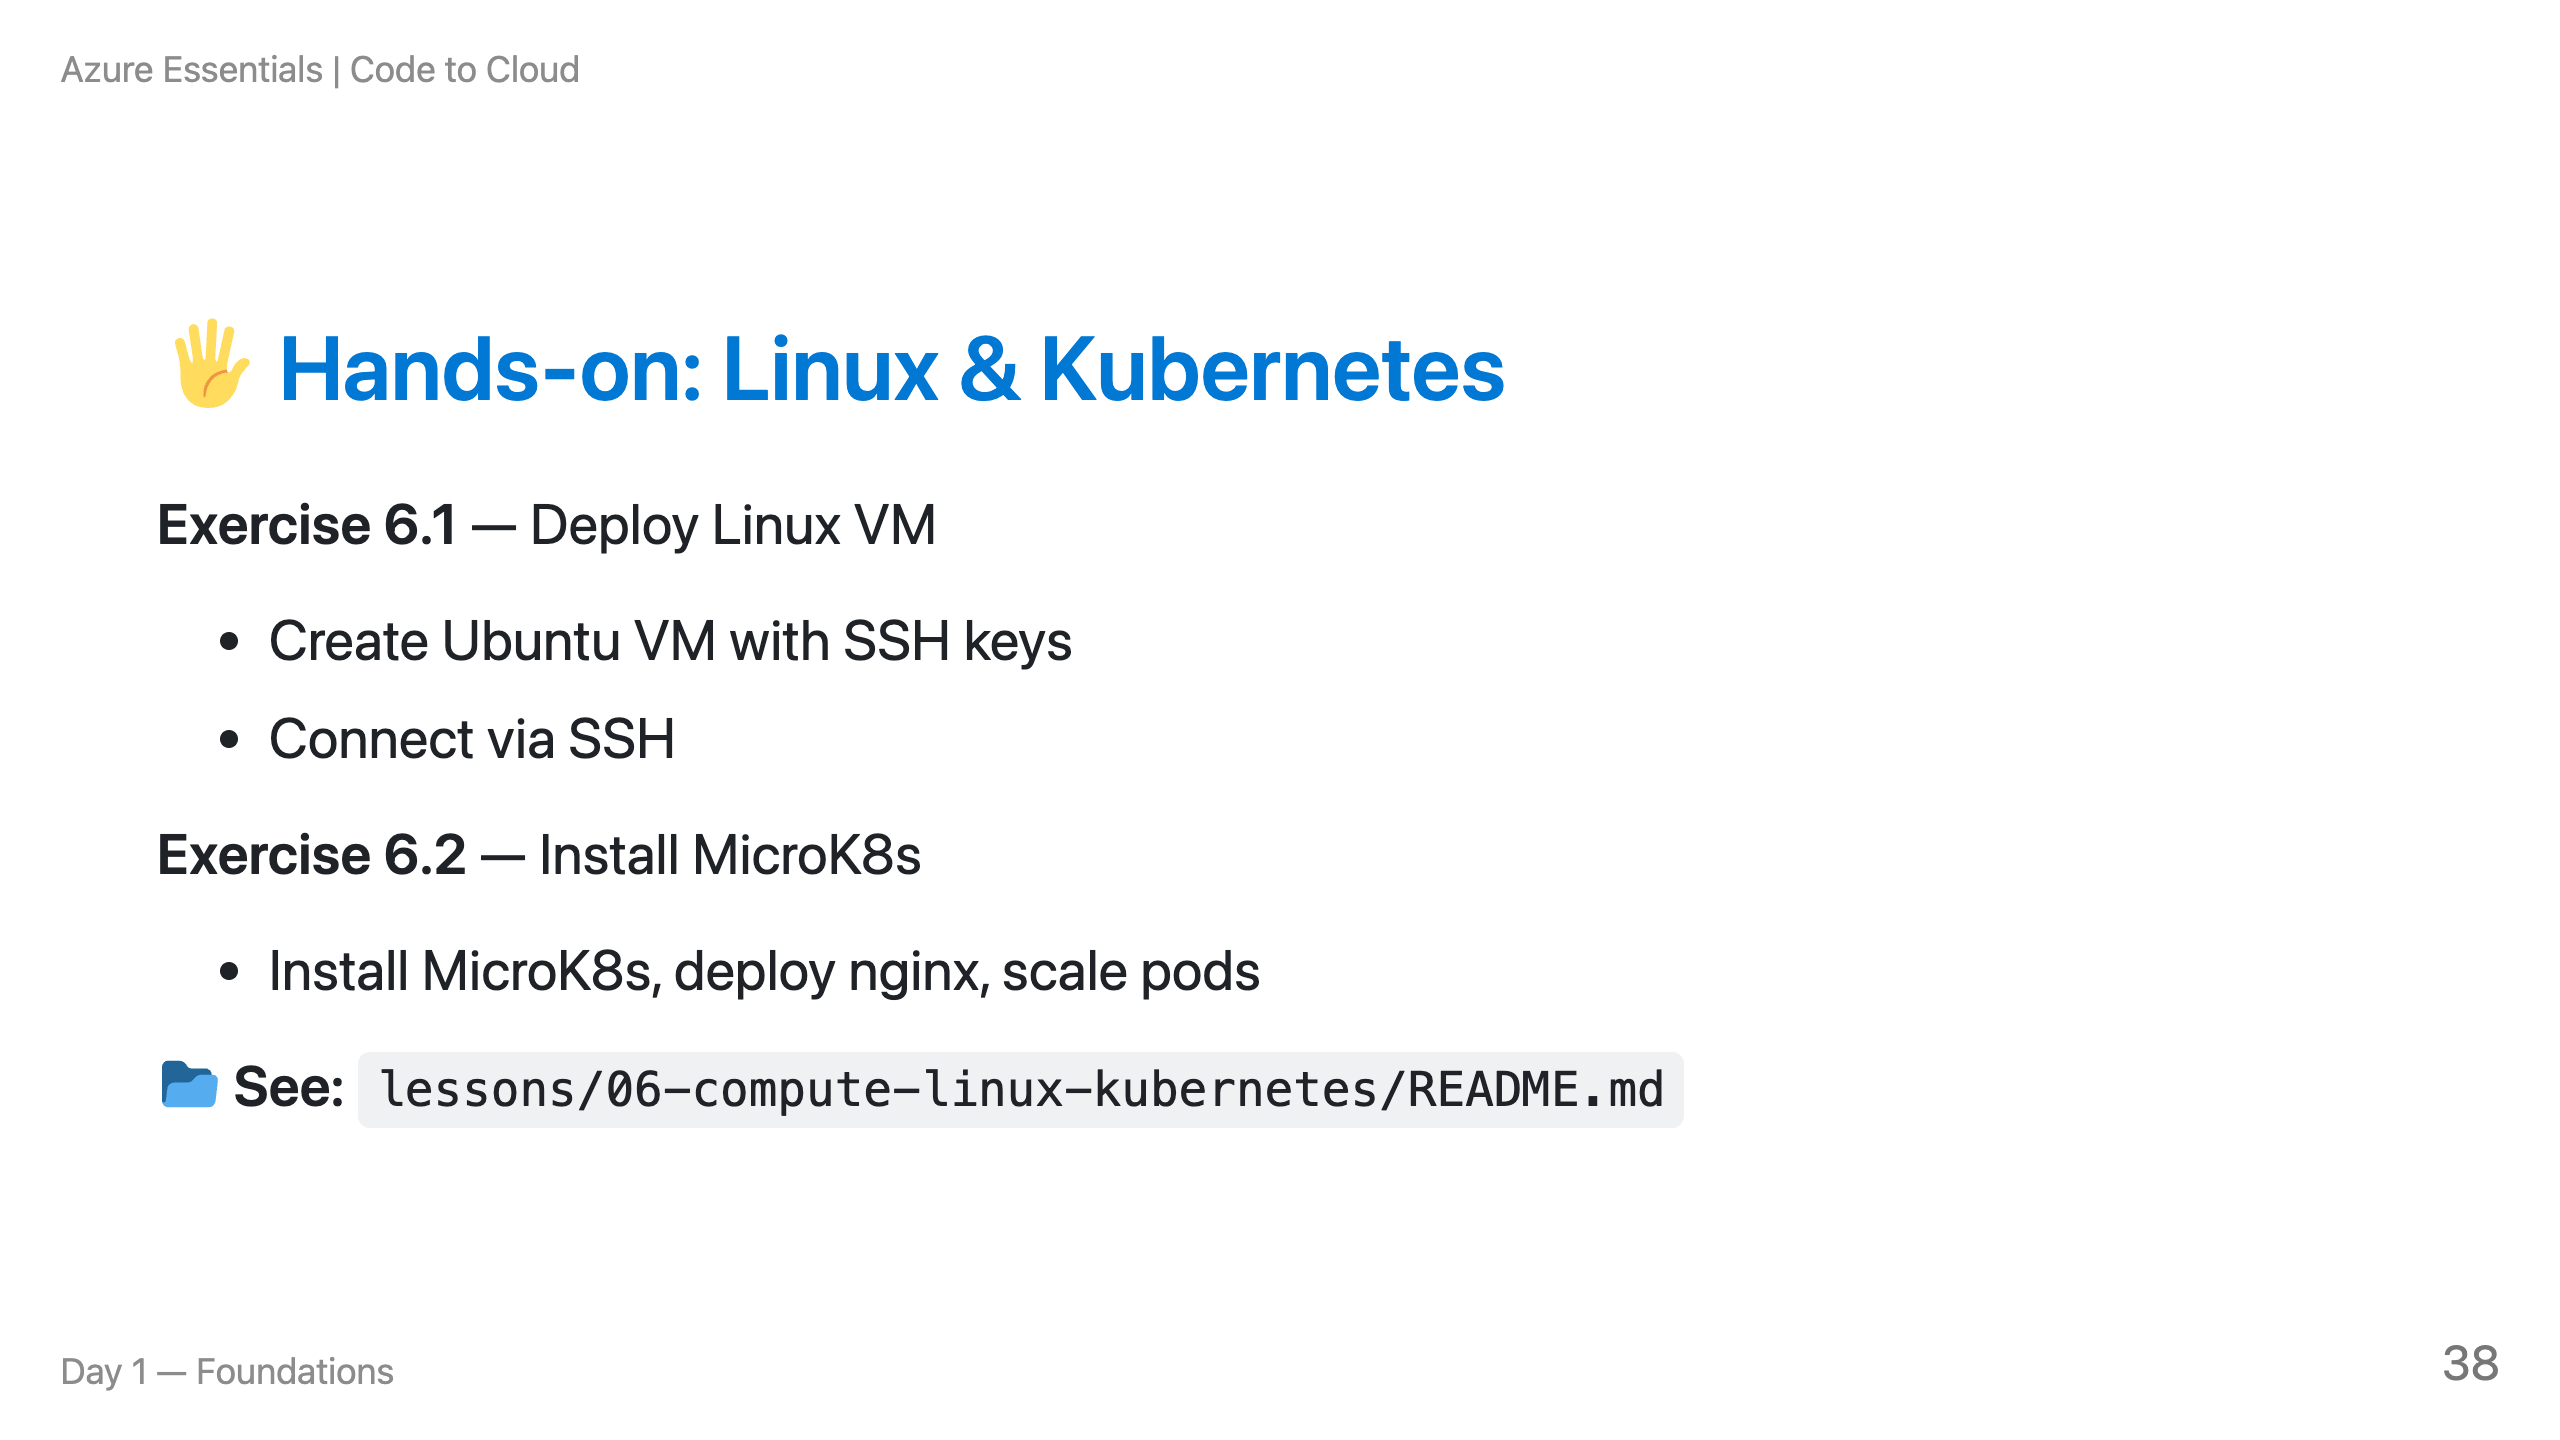 Azure Essentials | Code to Cloud
🖐 Hands-on: Linux & Kubernetes
Exercise 6.1 — Deploy Linux VM
• Create Ubuntu VM with SSH keys
• Connect via SSH
Exercise 6.2 — Install MicroK8s
• Install MicroK8s, deploy nginx, scale pods
📂 See: lessons/06-compute-linux-kubernetes/README.md
Day 1 — Foundations
38